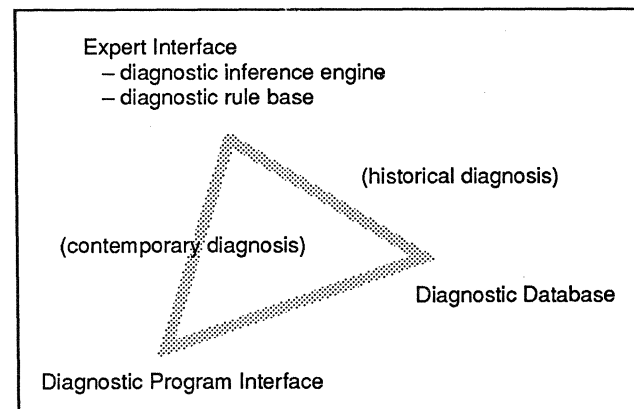 Expert Interface
– diagnostic inference engine
– diagnostic rule base
(historical diagnosis)
(contemporary diagnosis)
Diagnostic Database
Diagnostic Program Interface